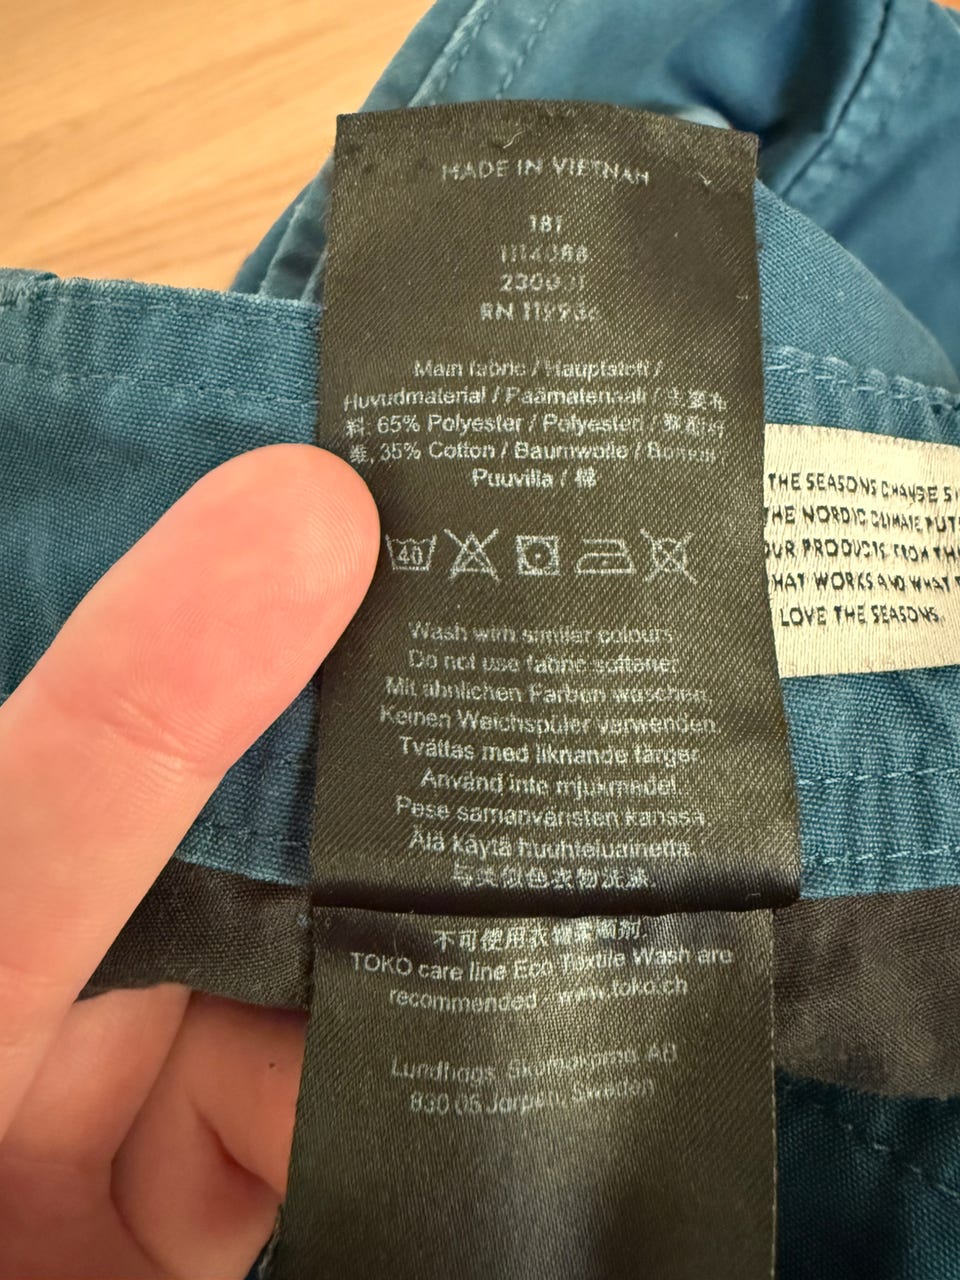 MADE IN VIETNAM
181
1114088
RN
Main fabric / Hauptstoff /
Huvudmaterial / Päämateriaali / 主要布
料: 65% Polyester / Polyesteri / 聚酯纤
维, 35% Cotton / Baumwolle / Bomull
Puuvilla / 棉
40
Wash with similar colours.
Do not use fabric softener.
Mit ähnlichen Farben waschen.
Keinen Weichspüler verwenden.
Tvättas med liknande färger.
Använd inte mjukmedel.
Pese samanväristen kanssa.
Älä käytä huuhteluainetta.
与类似色衣物洗涤.
不可使用衣物柔顺剂.
TOKO care line Eco Textile Wash are
recommended - www.toko.ch
Lundhags Skomakarna AB
830 05 Järpen, Sweden
THE SEASONS CHANGE
THE NORDIC CLIMATE PUT
OUR PRODUCTS FROM TH
HAT WORKS AND WHAT
LOVE THE SEASONS.